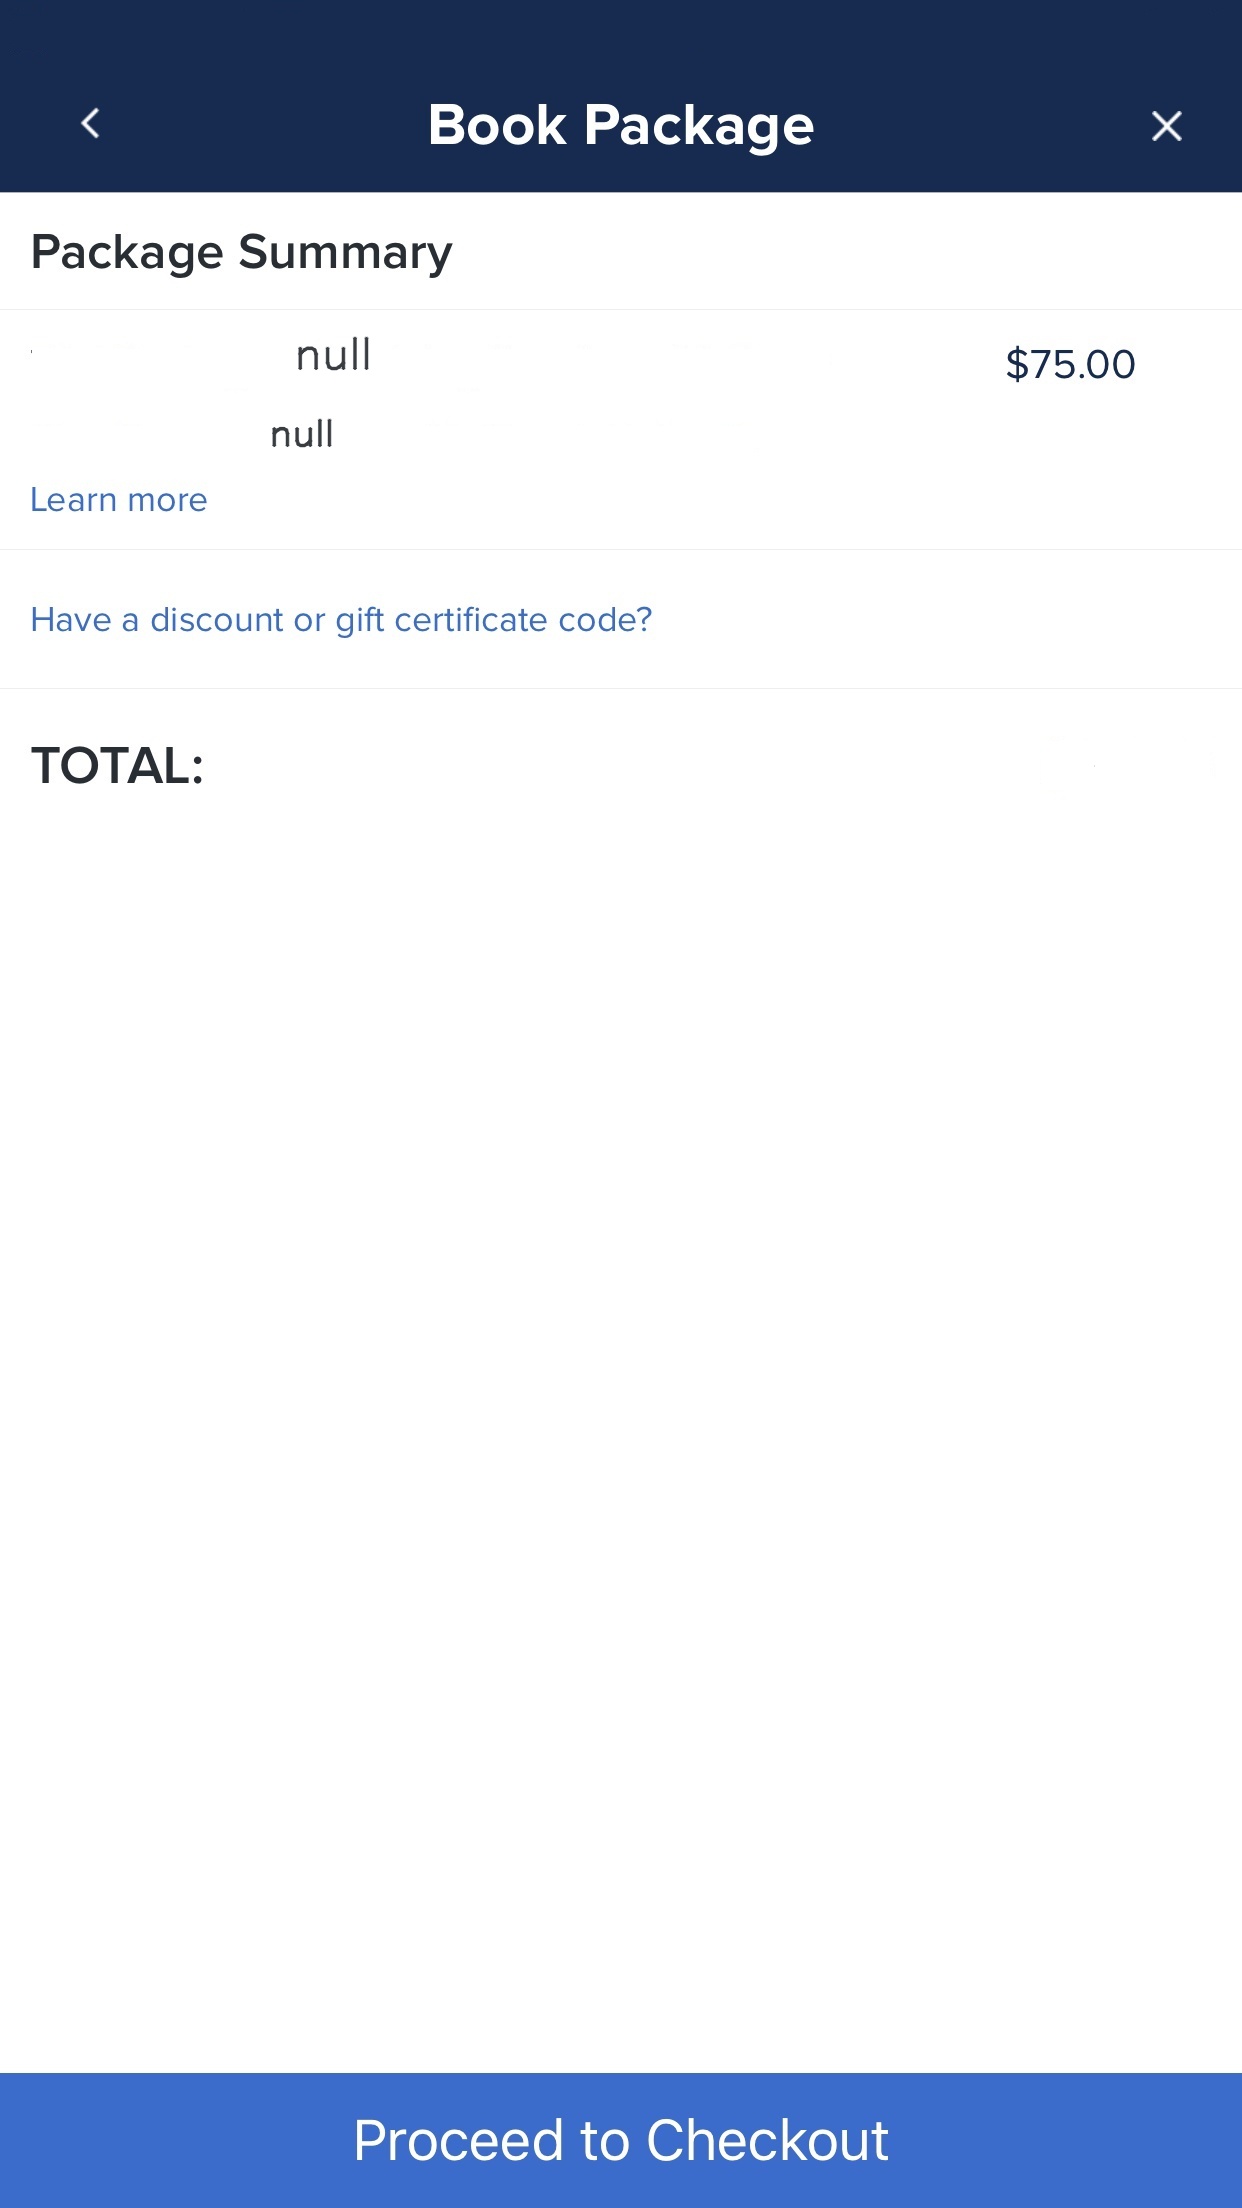 Book Package
Package Summary
null
$75.00
null
Learn more
Have a discount or gift certificate code?
TOTAL:
Proceed to Checkout